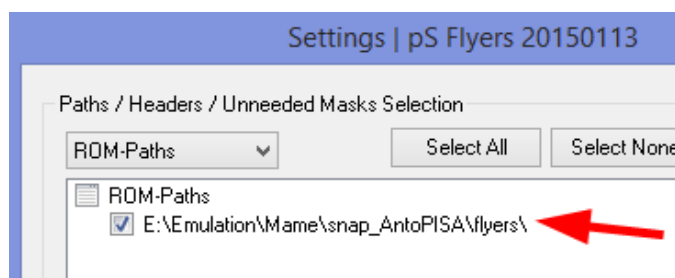 Settings | pS Flyers 20150113
Paths / Headers / Unneeded Masks Selection
ROM-Paths
Select All
Select None
ROM-Paths
E:\Emulation\Mame\snap_AntoPISA\flyers\